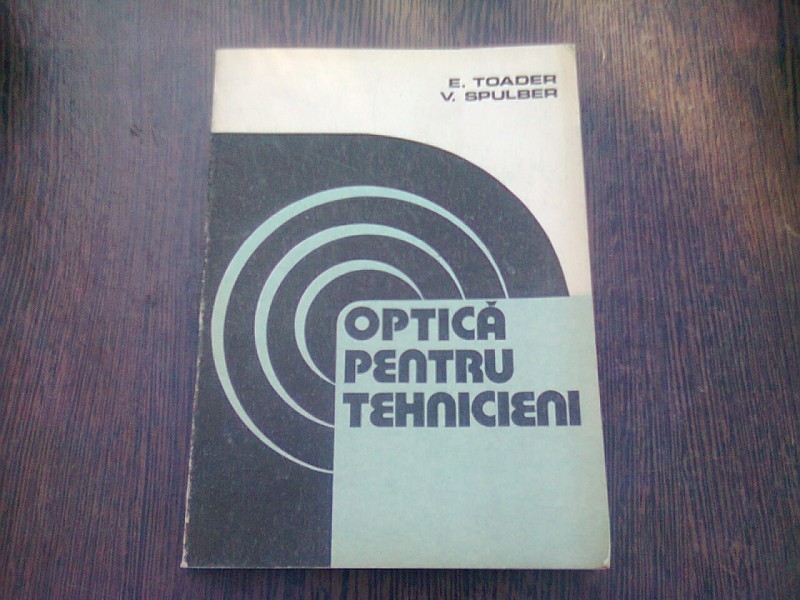 E. TOADER
V. SPULBER
OPTICĂ
PENTRU
TEHNICIENI